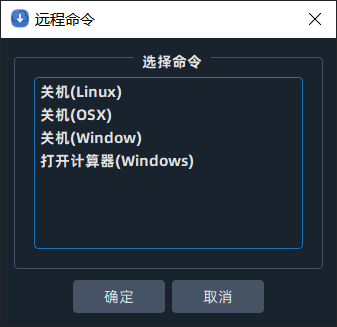 远程命令
选择命令
关机(Linux)
关机(OSX)
关机(Window)
打开计算器(Windows)
确定
取消